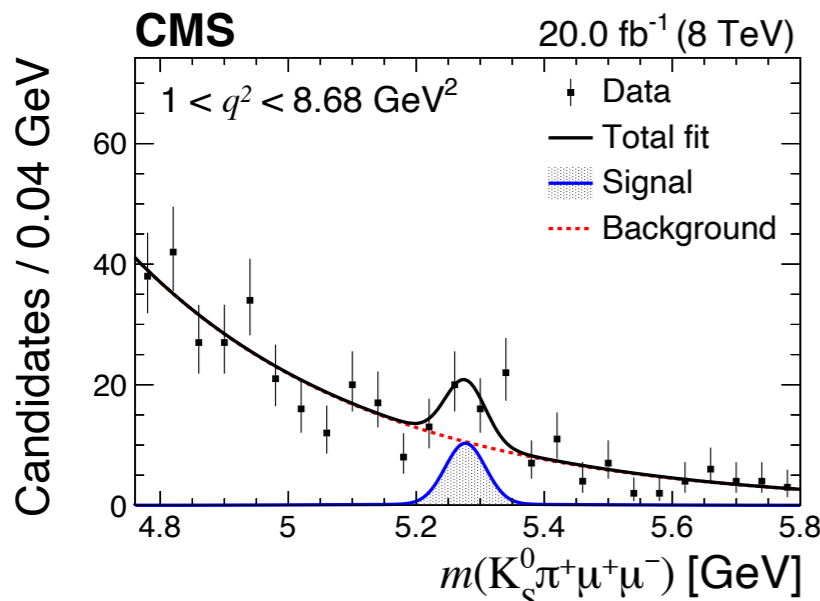 CMS 20.0 fb⁻¹ (8 TeV)
1 < q² < 8.68 GeV²
Data
Total fit
Signal
Background
Candidates / 0.04 GeV
60
40
20
0
4.8 5 5.2 5.4 5.6 5.8
m(K⁰_S π⁺μ⁺μ⁻) [GeV]